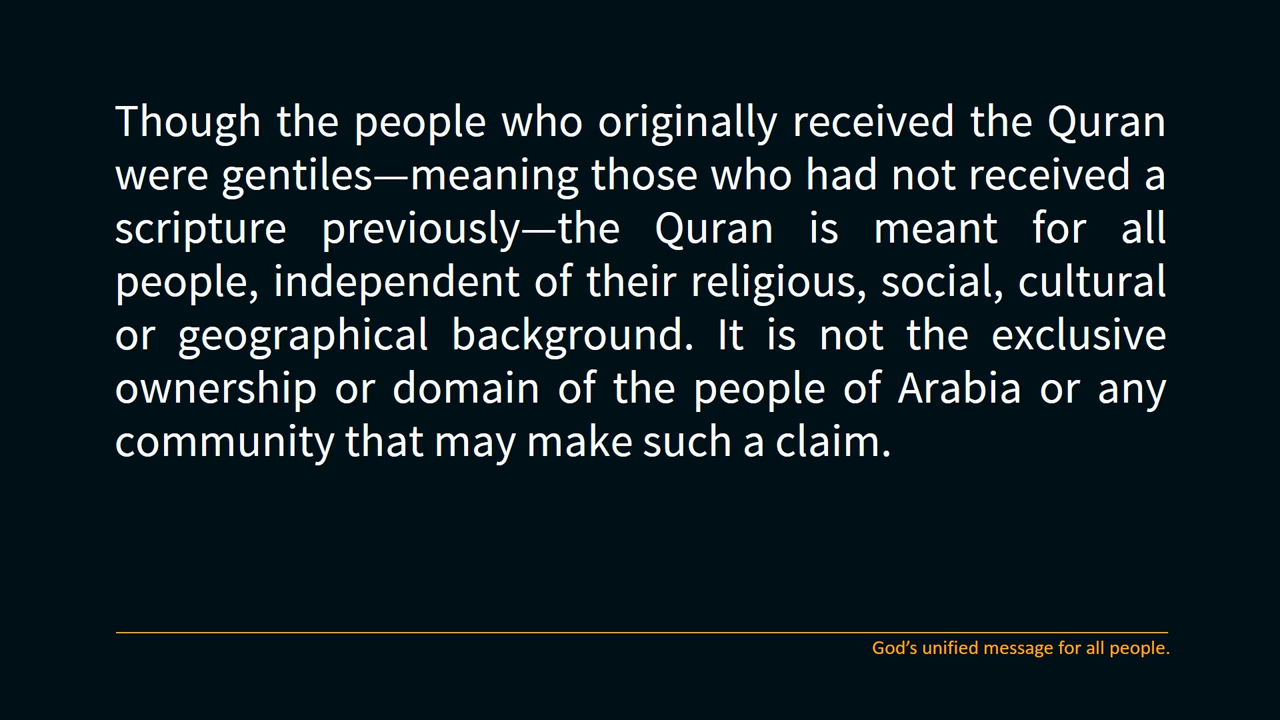 Though the people who originally received the Quran
were gentiles—meaning those who had not received a
scripture previously—the Quran is meant for all
people, independent of their religious, social, cultural
or geographical background. It is not the exclusive
ownership or domain of the people of Arabia or any
community that may make such a claim.
God’s unified message for all people.